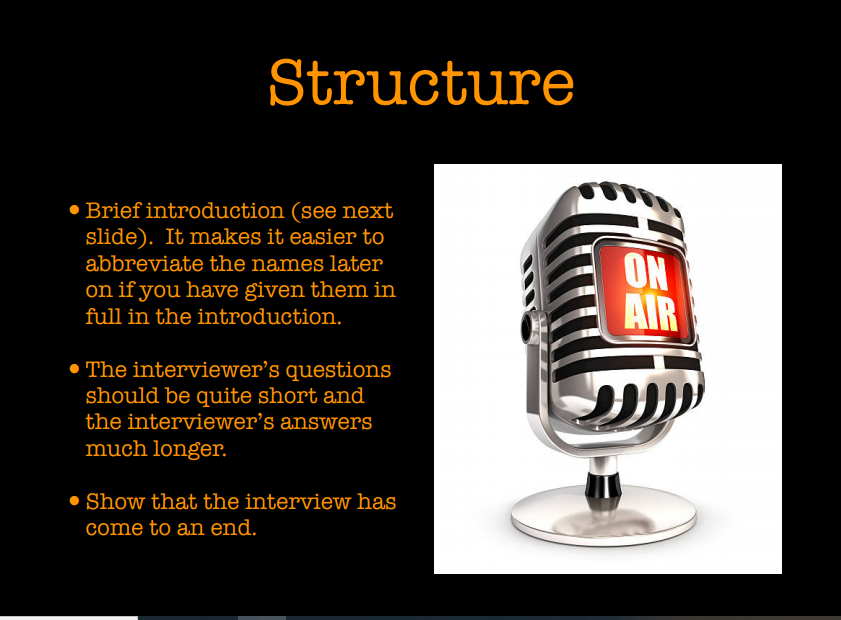 Structure
• Brief introduction (see next
slide).  It makes it easier to
abbreviate the names later
on if you have given them in
full in the introduction.
• The interviewer’s questions
should be quite short and
the interviewer’s answers
much longer.
• Show that the interview has
come to an end.
ON
AIR